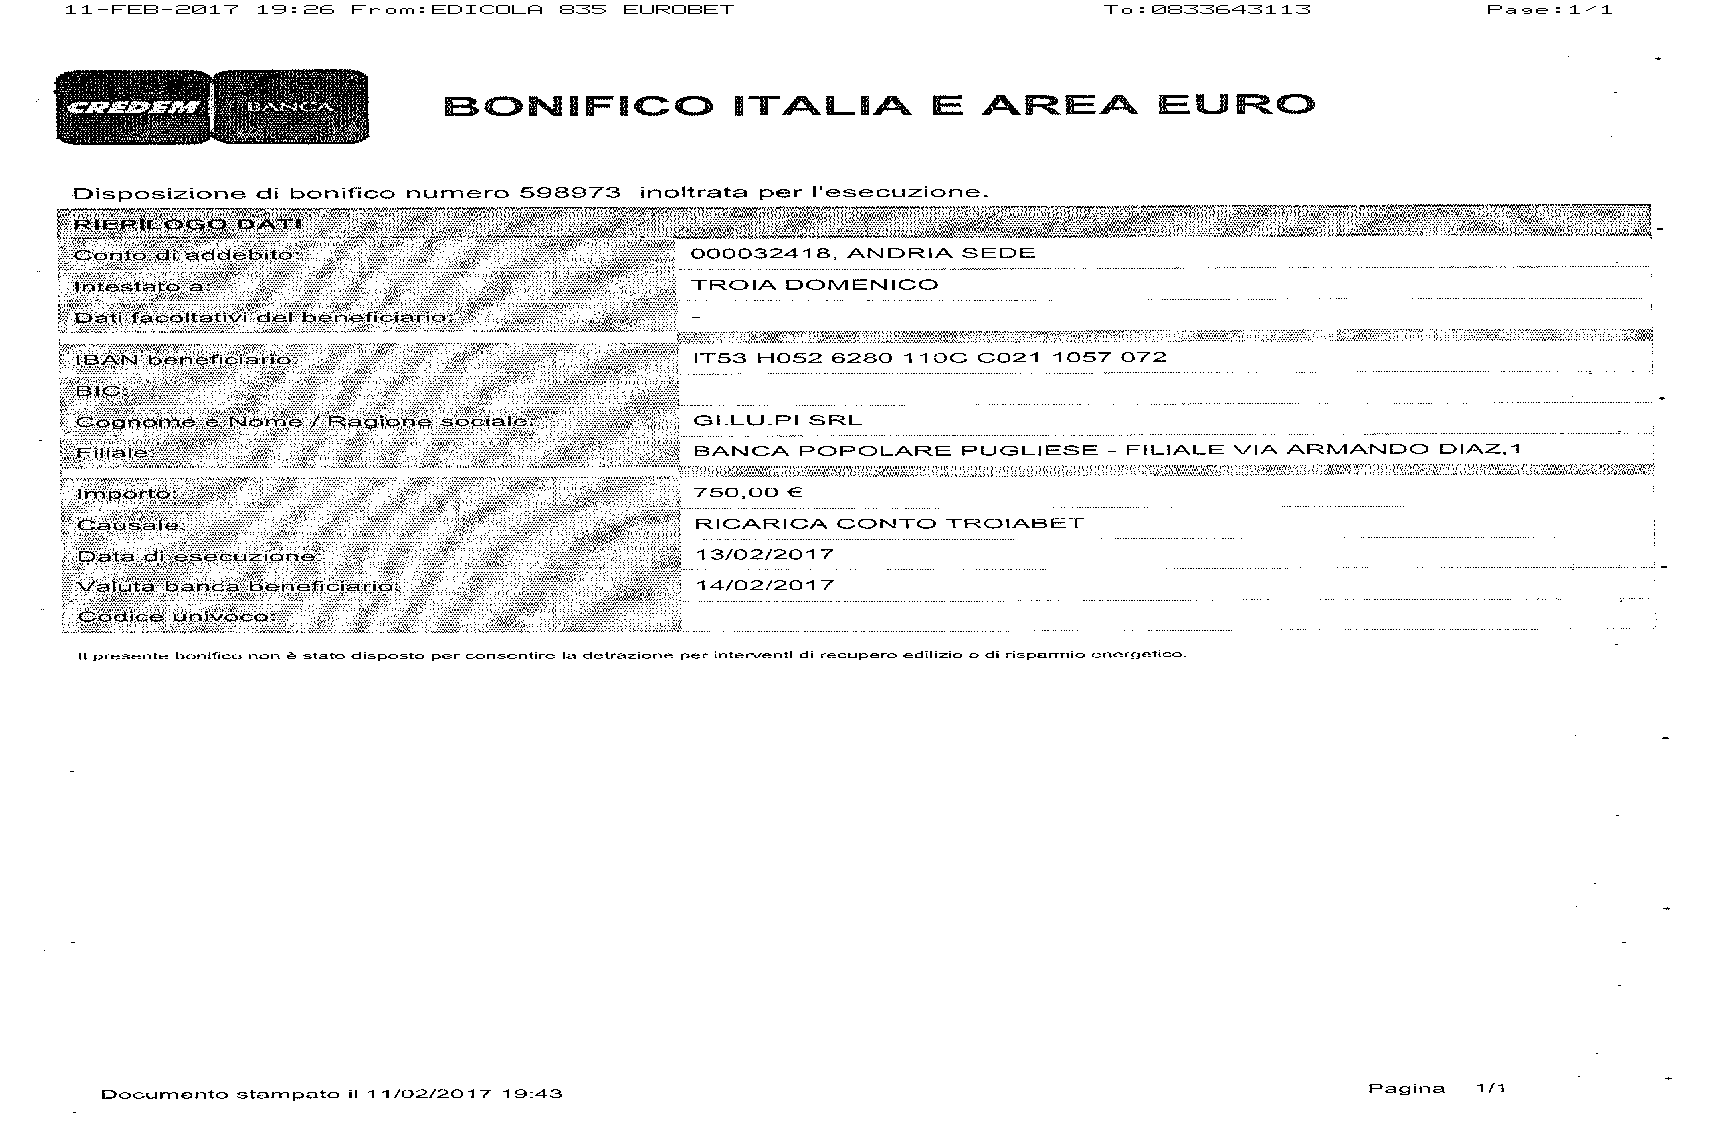 11-FEB-2017 19:26 From:EDICOLA 835 EUROBET To:0833643113 Page:1/1
CREDEM BANCA
BONIFICO ITALIA E AREA EURO
Disposizione di bonifico numero 598973 inoltrata per l'esecuzione.
RIEPILOGO DATI
Conto di addebito: 000032418, ANDRIA SEDE
Intestato a: TROIA DOMENICO
Dati facoltativi del beneficiario: –
IBAN beneficiario: IT53 H052 6280 110C C021 1057 072
BIC:
Cognome e Nome / Ragione sociale: GI.LU.PI SRL
Filiale: BANCA POPOLARE PUGLIESE - FILIALE VIA ARMANDO DIAZ,1
Importo: 750,00 €
Causale: RICARICA CONTO TROIABET
Data di esecuzione: 13/02/2017
Valuta banca beneficiario: 14/02/2017
Codice univoco:
Il presente bonifico non è stato disposto per consentire la detrazione per interventi di recupero edilizio o di risparmio energetico.
Documento stampato il 11/02/2017 19:43 Pagina 1/1